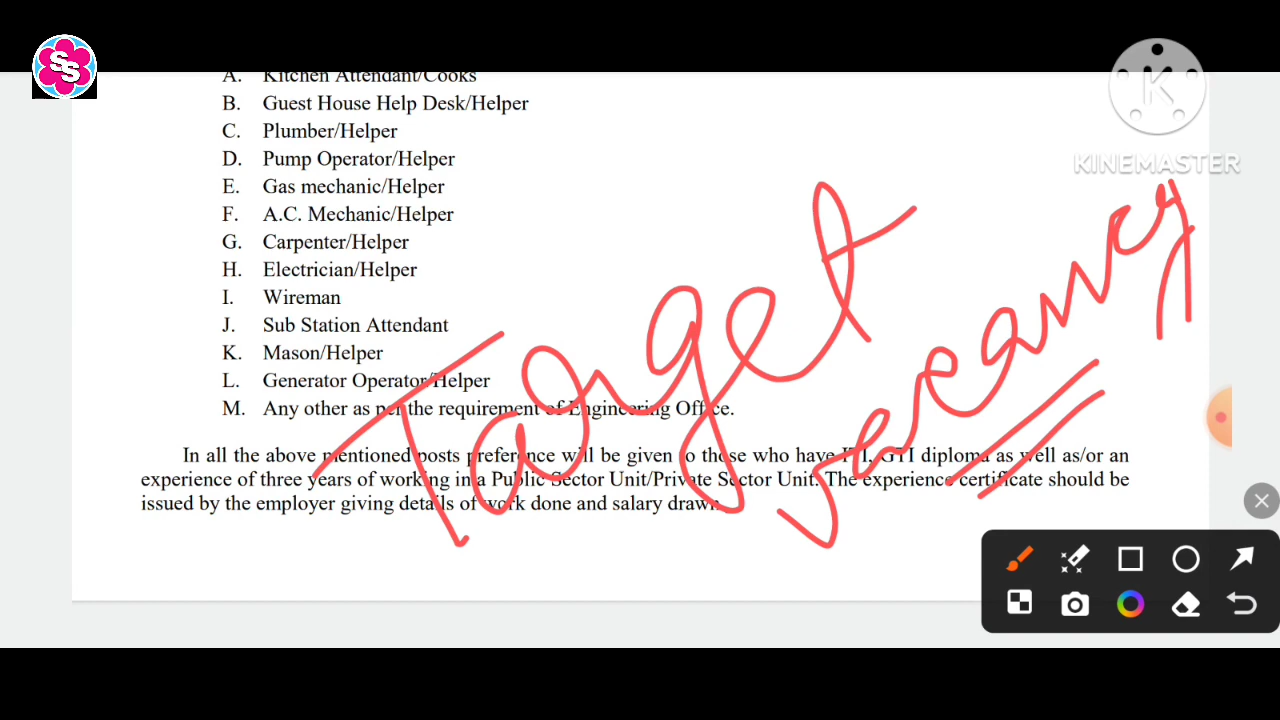 SS
A. Kitchen Attendant/Cooks
K
KINEMASTER
B. Guest House Help Desk/Helper
C. Plumber/Helper
D. Pump Operator/Helper
E. Gas mechanic/Helper
F. A.C. Mechanic/Helper
G. Carpenter/Helper
H. Electrician/Helper
I. Wireman
J. Sub Station Attendant
K. Mason/Helper
L. Generator Operator/Helper
M. Any other as per the requirement of Engineering Office.
Target
In all the above mentioned posts preference will be given to those who have ITI, GTI diploma as well as/or an
experience of three years of working in a Public Sector Unit/Private Sector Unit. The experience certificate should be
issued by the employer giving details of work done and salary drawn.